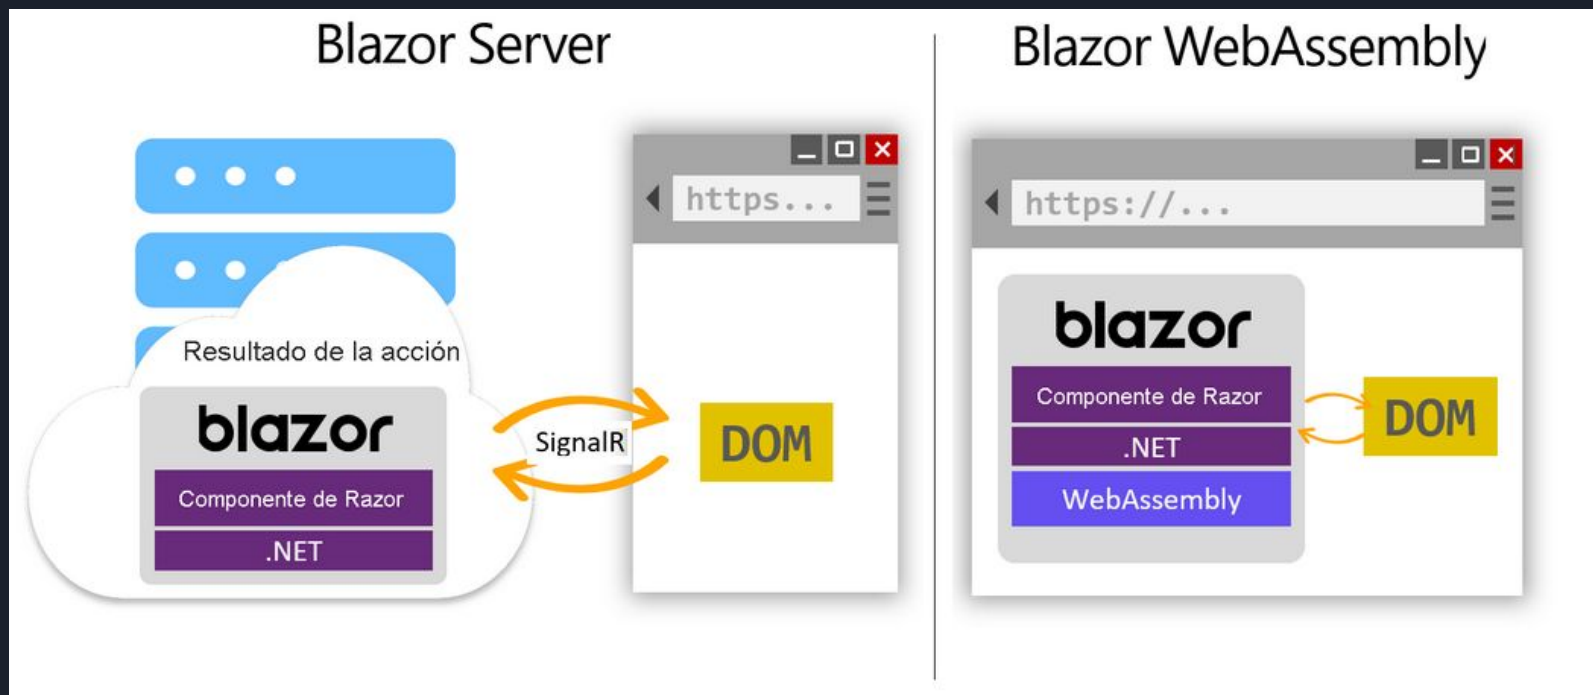 Blazor Server
https...
Resultado de la acción
blazor
Componente de Razor
.NET
SignalR
DOM
Blazor WebAssembly
https://...
blazor
Componente de Razor
.NET
WebAssembly
DOM